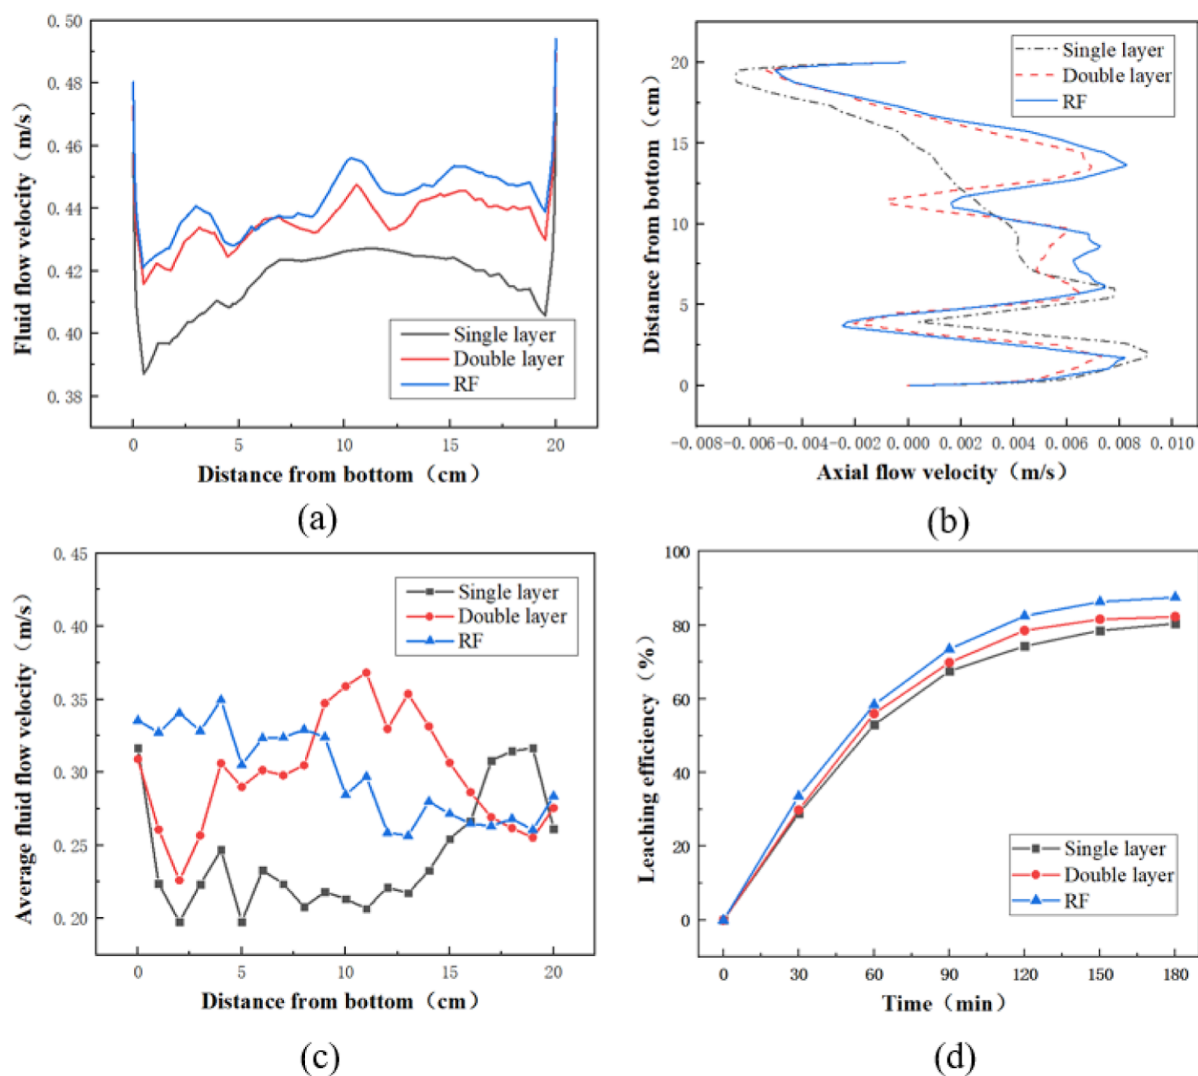 0.50
0.48
0.46
0.44
0.42
0.40
0.38
Fluid flow velocity（m/s）
Single layer
Double layer
RF
0
5
10
15
20
Distance from bottom（cm）
(a)
20
15
10
5
0
Distance from bottom（cm）
Single layer
Double layer
RF
-0.008-0.006-0.004-0.002 0.000 0.002 0.004 0.006 0.008 0.010
Axial flow velocity（m/s）
(b)
0.45
0.40
0.35
0.30
0.25
0.20
Average fluid flow velocity（m/s）
Single layer
Double layer
RF
0
5
10
15
20
Distance from bottom（cm）
(c)
100
80
60
40
20
0
Leaching efficiency（%）
Single layer
Double layer
RF
0
30
60
90
120
150
180
Time（min）
(d)